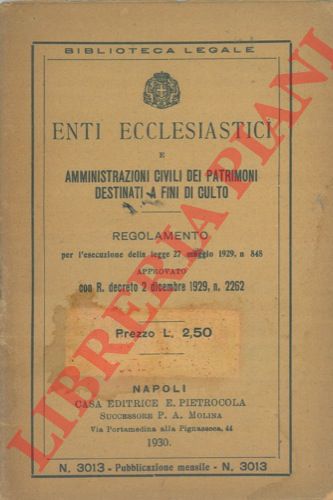 BIBLIOTECA LEGALE
ENTI ECCLESIASTICI
E
AMMINISTRAZIONI CIVILI DEI PATRIMONI
DESTINATI A FINI DI CULTO
REGOLAMENTO
per l'esecuzione della legge 27 maggio 1929, n 848
APPROVATO
con R. decreto 2 dicembre 1929, n. 2262
Prezzo L. 2,50
NAPOLI
CASA EDITRICE E. PIETROCOLA
SUCCESSORE P. A. MOLINA
Via Portamedina alla Pignasecca, 44
1930.
N. 3013 - Pubblicazione mensile - N. 3013
LIBRERIA PIANI
LIBRERIA PIANI